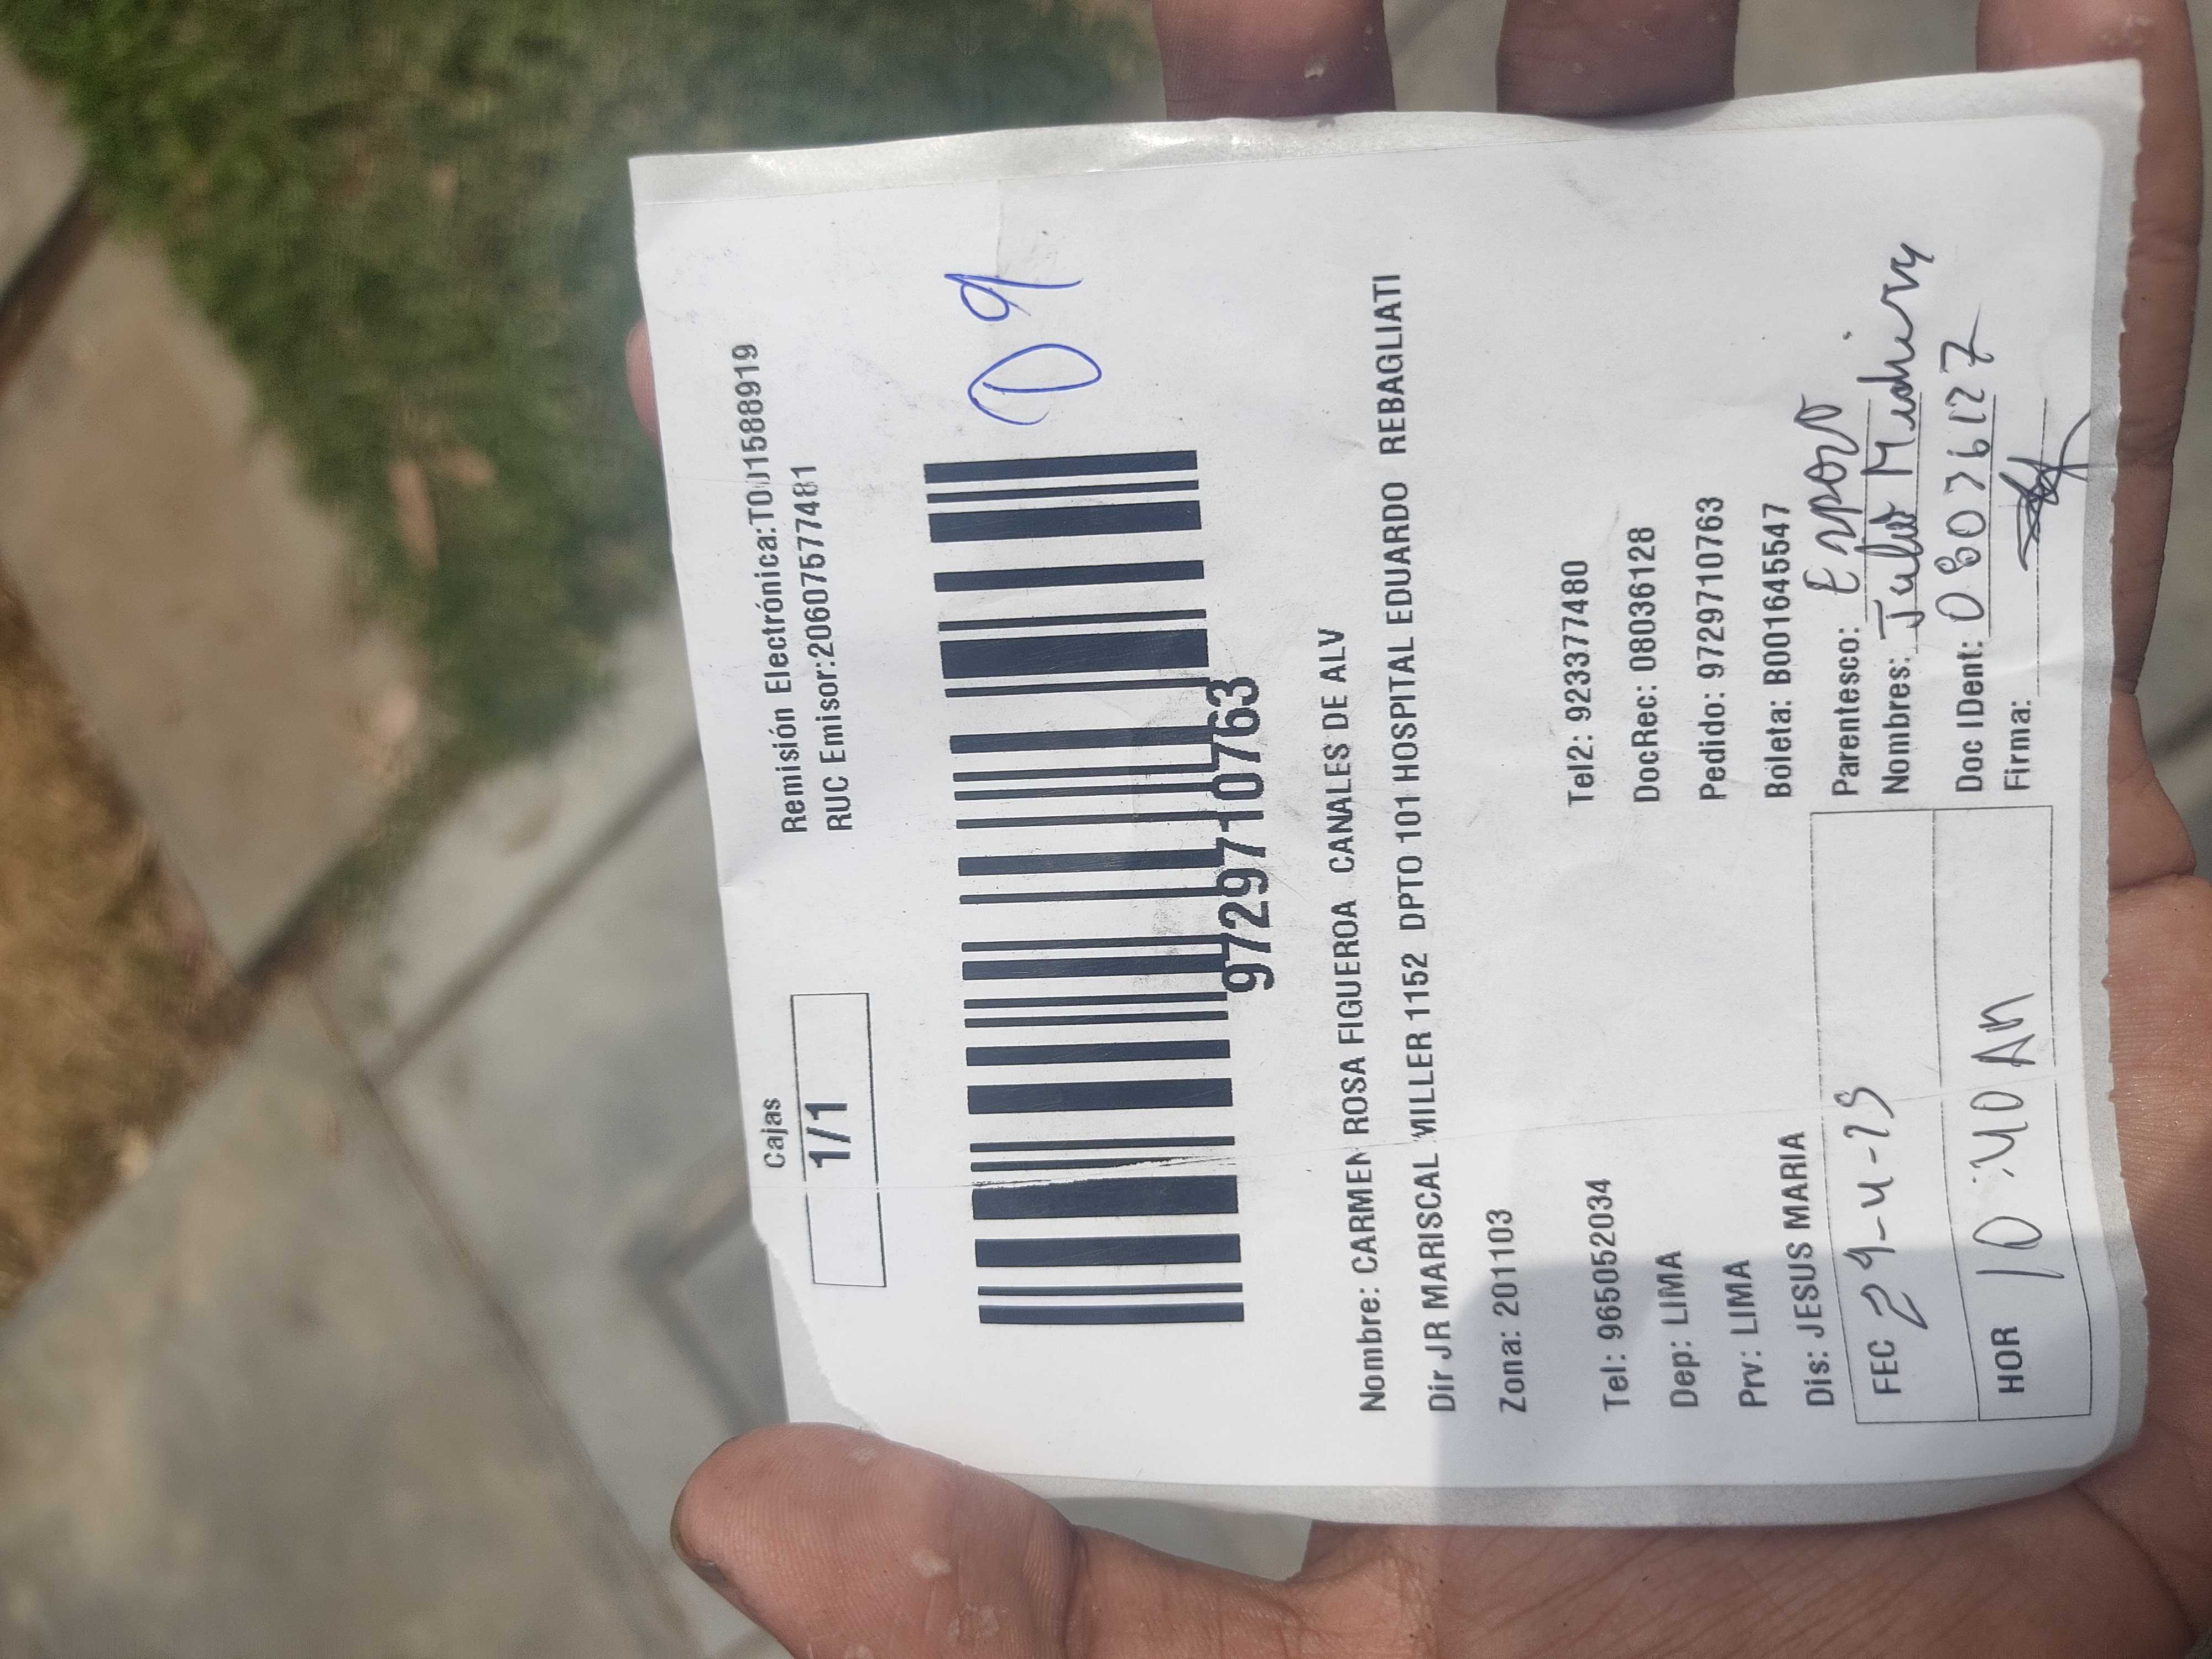 Cajas
1/1
Remisión Electrónica:T001588919
RUC Emisor:20607577481
09
9729710763
Nombre: CARMEN ROSA FIGUEROA CANALES DE ALV
Dir JR MARISCAL MILLER 1152 DPTO 101 HOSPITAL EDUARDO REBAGLIATI
Zona: 201103
Tel: 965052034 Tel2: 923377480
Dep: LIMA DocRec: 08036128
Prv: LIMA Pedido: 9729710763
Dis: JESUS MARIA Boleta: B001645547
FEC 29-4-25
HOR 10:40 AM
Parentesco: Esposo
Nombres: Julio
Doc IDent: 08036127
Firma: